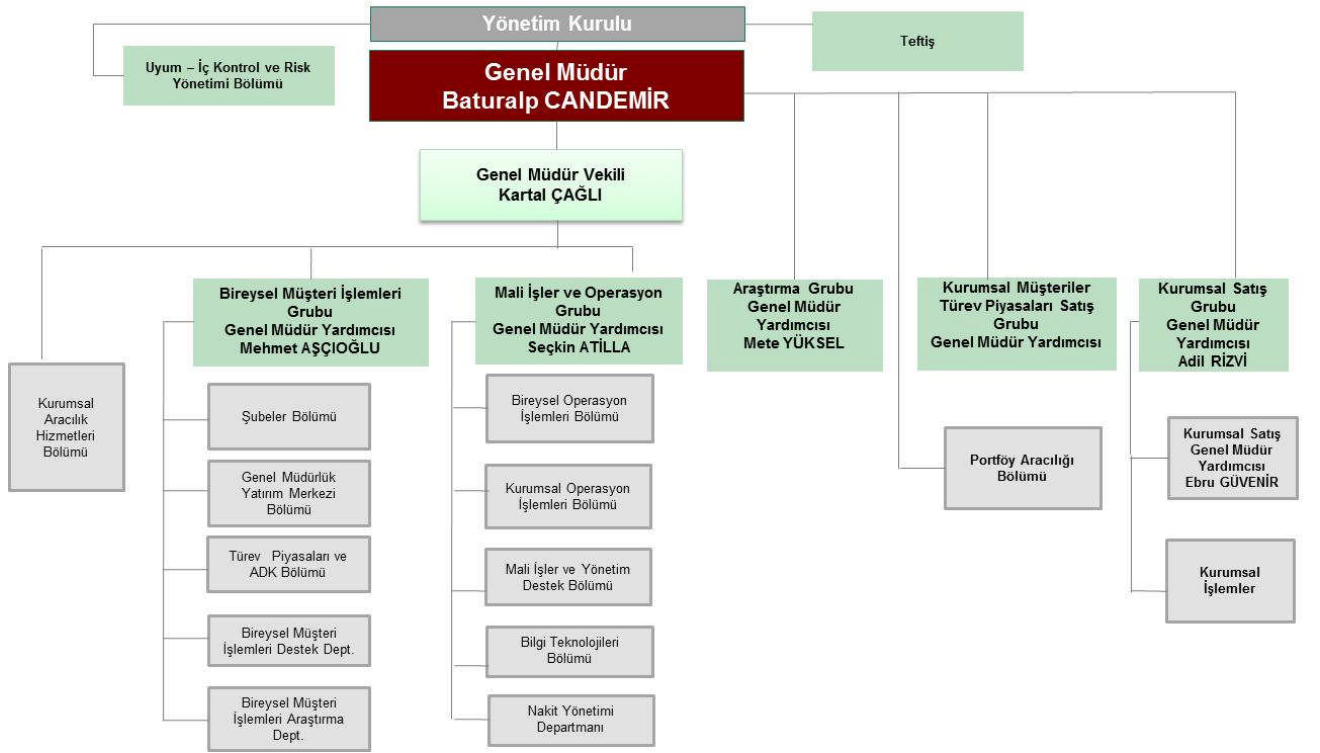 Yönetim Kurulu
Teftiş
Uyum – İç Kontrol ve Risk
Yönetimi Bölümü
Genel Müdür
Baturalp CANDEMİR
Genel Müdür Vekili
Kartal ÇAĞLI
Bireysel Müşteri İşlemleri
Grubu
Genel Müdür Yardımcısı
Mehmet AŞÇIOĞLU
Mali İşler ve Operasyon
Grubu
Genel Müdür Yardımcısı
Seçkin ATİLLA
Araştırma Grubu
Genel Müdür
Yardımcısı
Mete YÜKSEL
Kurumsal Müşteriler
Türev Piyasaları Satış
Grubu
Genel Müdür Yardımcısı
Kurumsal Satış
Grubu
Genel Müdür
Yardımcısı
Adil RİZVİ
Kurumsal
Aracılık
Hizmetleri
Bölümü
Şubeler Bölümü
Genel Müdürlük
Yatırım Merkezi
Bölümü
Türev Piyasaları ve
ADK Bölümü
Bireysel Müşteri
İşlemleri Destek Dept.
Bireysel Müşteri
İşlemleri Araştırma
Dept.
Bireysel Operasyon
İşlemleri Bölümü
Kurumsal Operasyon
İşlemleri Bölümü
Mali İşler ve Yönetim
Destek Bölümü
Bilgi Teknolojileri
Bölümü
Nakit Yönetimi
Departmanı
Portföy Aracılığı
Bölümü
Kurumsal Satış
Genel Müdür
Yardımcısı
Ebru GÜVENİR
Kurumsal
İşlemler